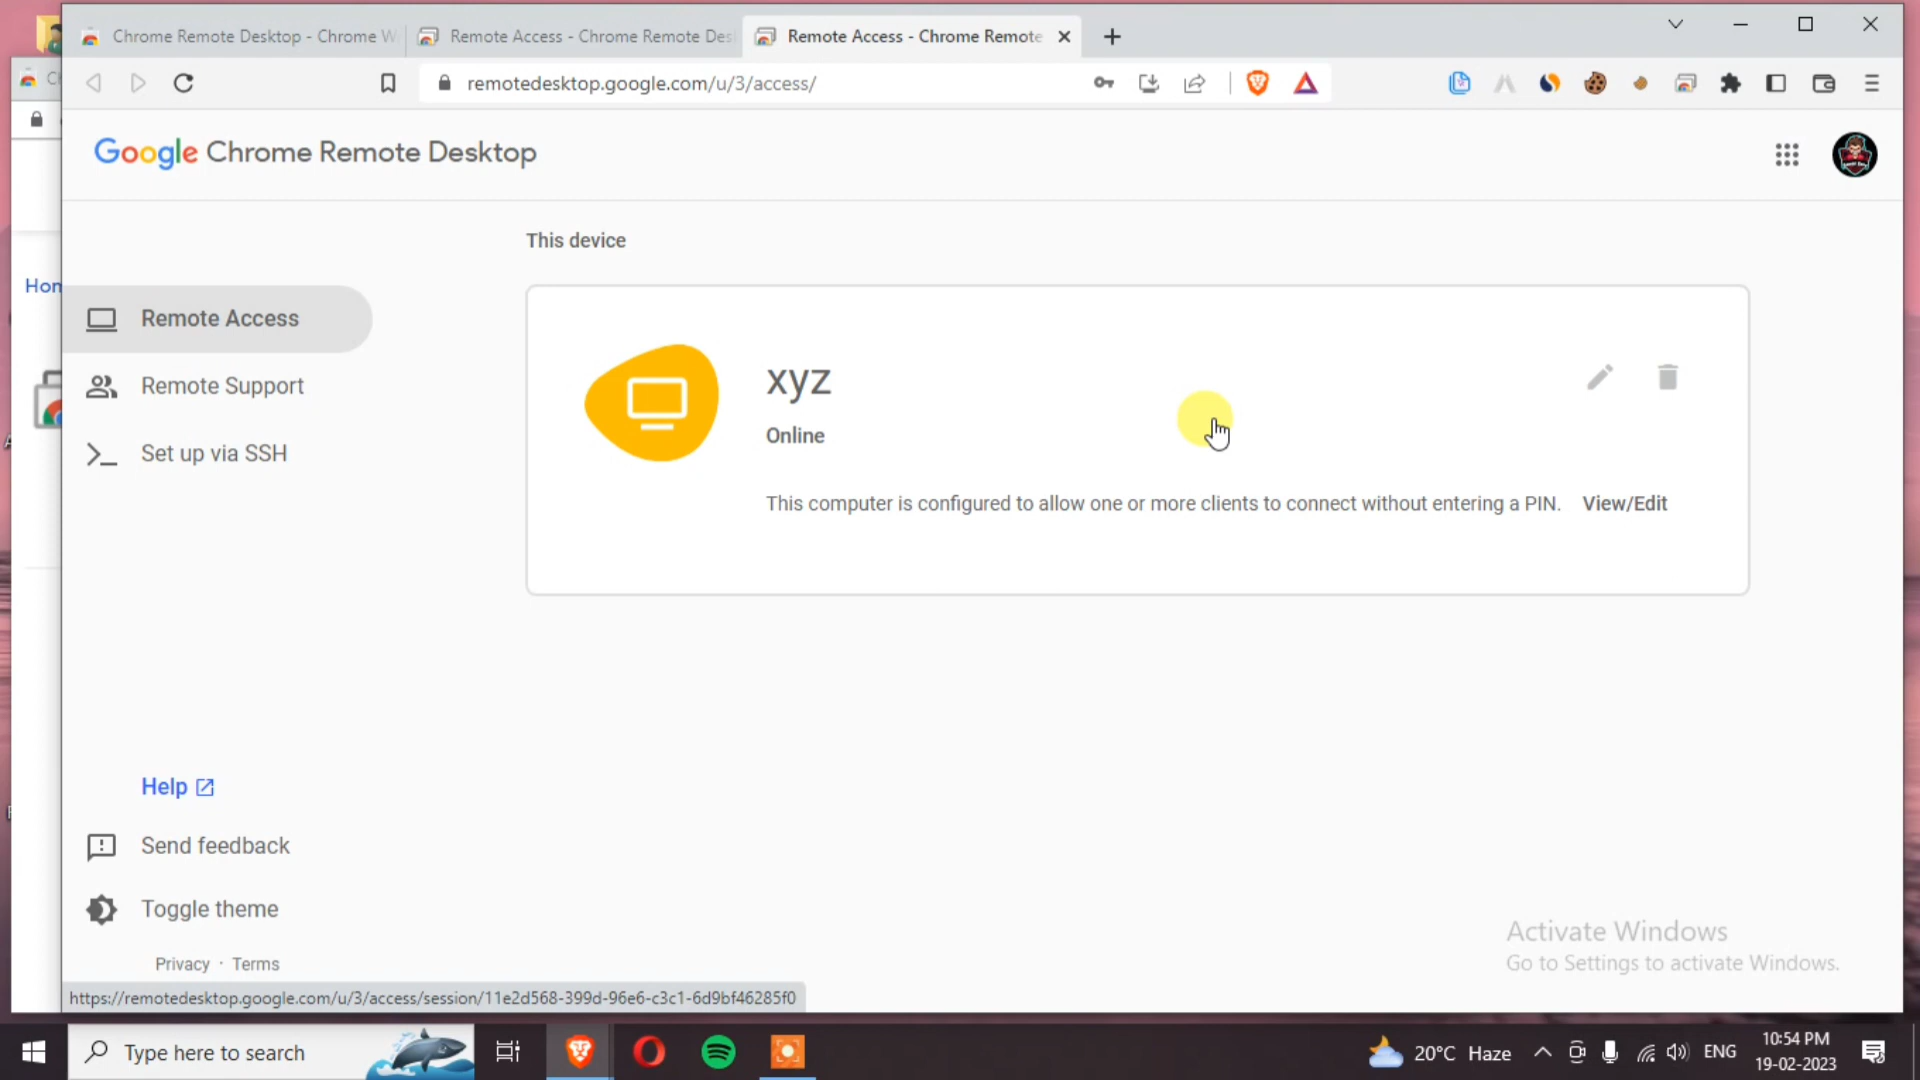 Chrome Remote Desktop - Chrome W
Remote Access - Chrome Remote Des
Remote Access - Chrome Remote
remotedesktop.google.com/u/3/access/
Google Chrome Remote Desktop
This device
Remote Access
Remote Support
Set up via SSH
xyz
Online
This computer is configured to allow one or more clients to connect without entering a PIN. View/Edit
Help
Send feedback
Toggle theme
Privacy · Terms
Activate Windows
Go to Settings to activate Windows.
https://remotedesktop.google.com/u/3/access/session/11e2d568-399d-96e6-c3c1-6d9bf46285f0
Type here to search
20°C Haze
ENG
10:54 PM
19-02-2023